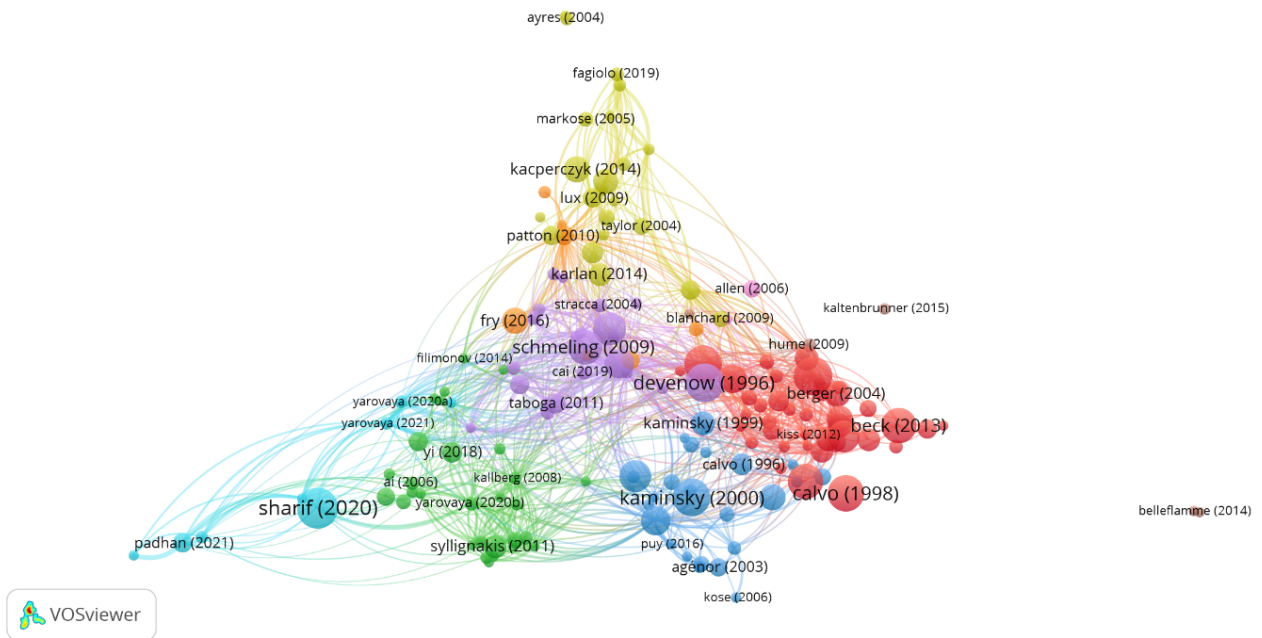 ayres (2004)
fagiolo (2019)
markose (2005)
kacperczyk (2014)
lux (2009)
taylor (2004)
patton (2010)
karlan (2014)
allen (2006)
stracca (2004)
kaltenbrunner (2015)
blanchard (2009)
fry (2016)
hume (2009)
schmeling (2009)
filimonov (2014)
cai (2019)
devenow (1996)
berger (2004)
yarovaya (2020a)
taboga (2011)
yarovaya (2021)
kaminsky (1999)
beck (2013)
kiss (2012)
yi (2018)
calvo (1996)
kallberg (2008)
ai (2006)
calvo (1998)
kaminsky (2000)
yarovaya (2020b)
sharif (2020)
belleflamme (2014)
padhan (2021)
syllignakis (2011)
puy (2016)
agénor (2003)
kose (2006)
VOSviewer